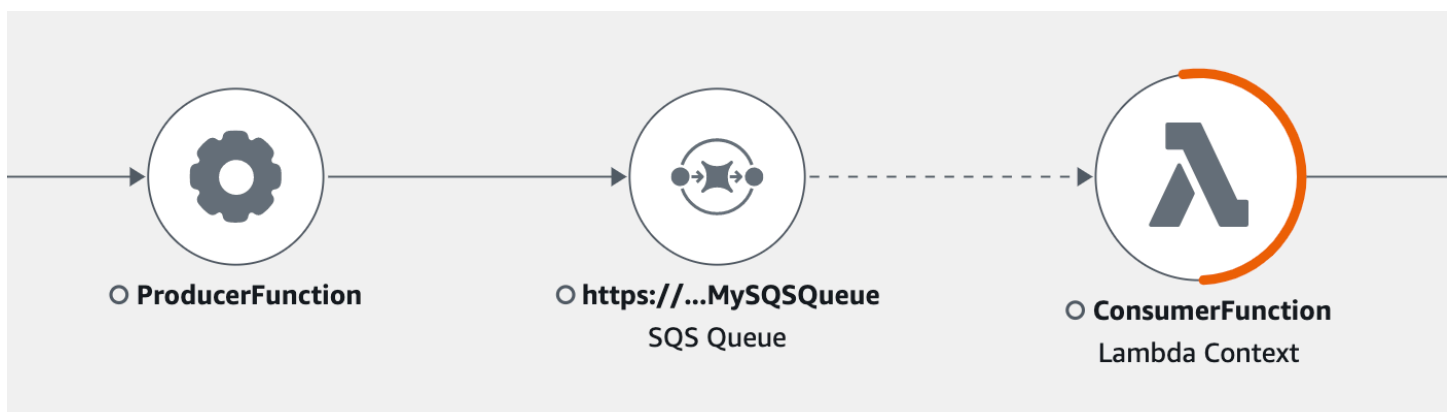 ProducerFunction
https://...MySQSQueue
SQS Queue
ConsumerFunction
Lambda Context